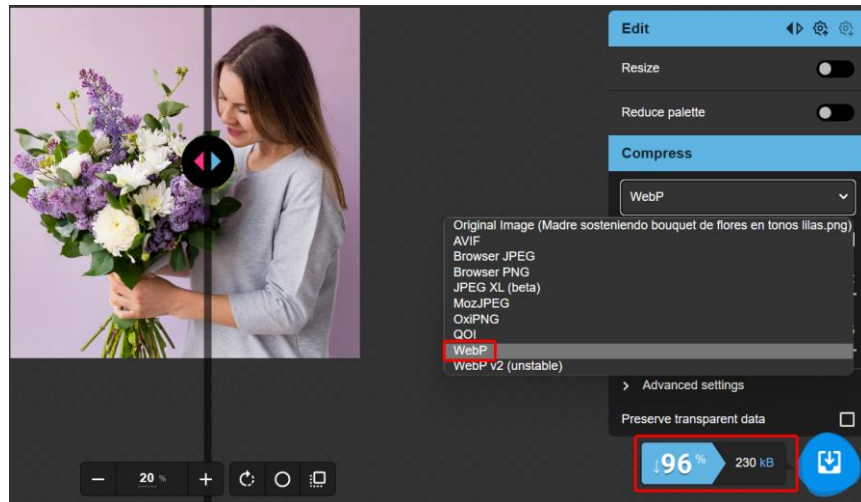 Edit
Resize
Reduce palette
Compress
WebP
Original Image (Madre sosteniendo bouquet de flores en tonos lilas.png)
AVIF
Browser JPEG
Browser PNG
JPEG XL (beta)
MozJPEG
OxiPNG
QOI
WebP
WebP v2 (unstable)
Advanced settings
Preserve transparent data
↓96 % 230 kB
20 %